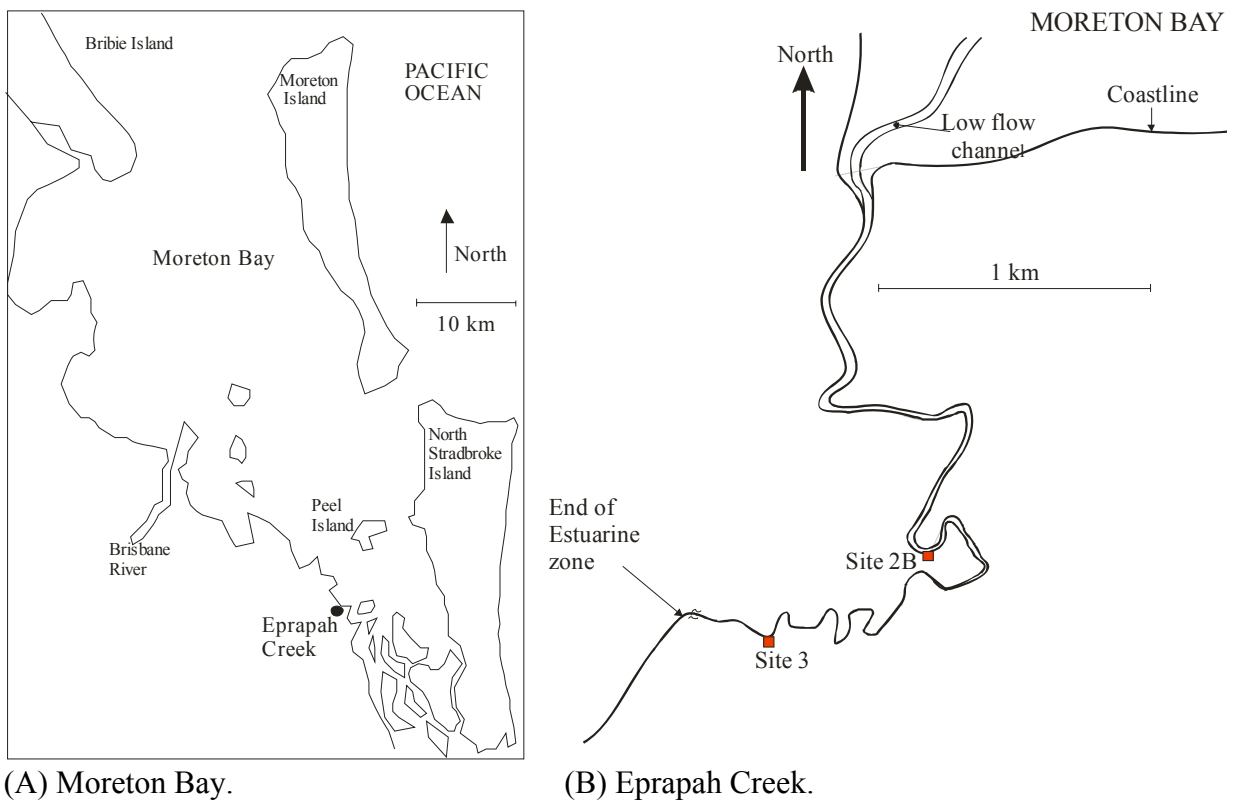 Bribie Island
Moreton
Island
PACIFIC
OCEAN
North
Moreton Bay
10 km
North
Stradbroke
Island
Peel
Island
Brisbane
River
Eprapah
Creek
(A) Moreton Bay.
MORETON BAY
North
Coastline
Low flow
channel
1 km
End of
Estuarine
zone
Site 2B
Site 3
(B) Eprapah Creek.